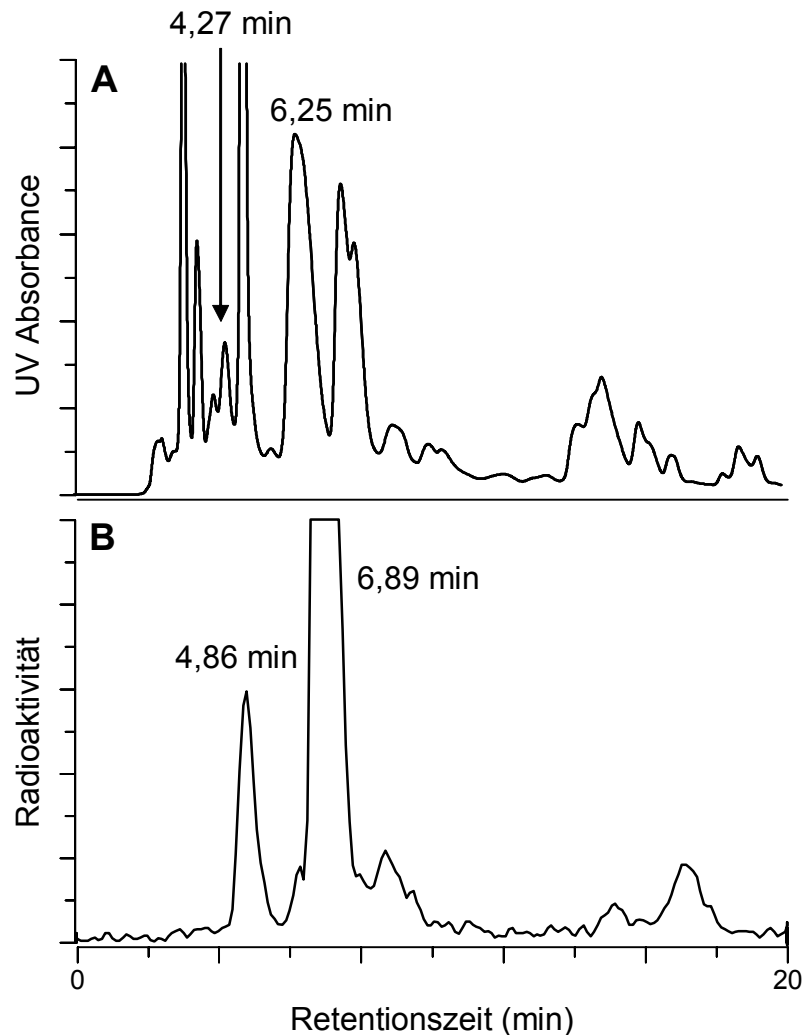 4,27 min
A
6,25 min
UV Absorbance
B
6,89 min
4,86 min
Radioaktivität
0
20
Retentionszeit (min)